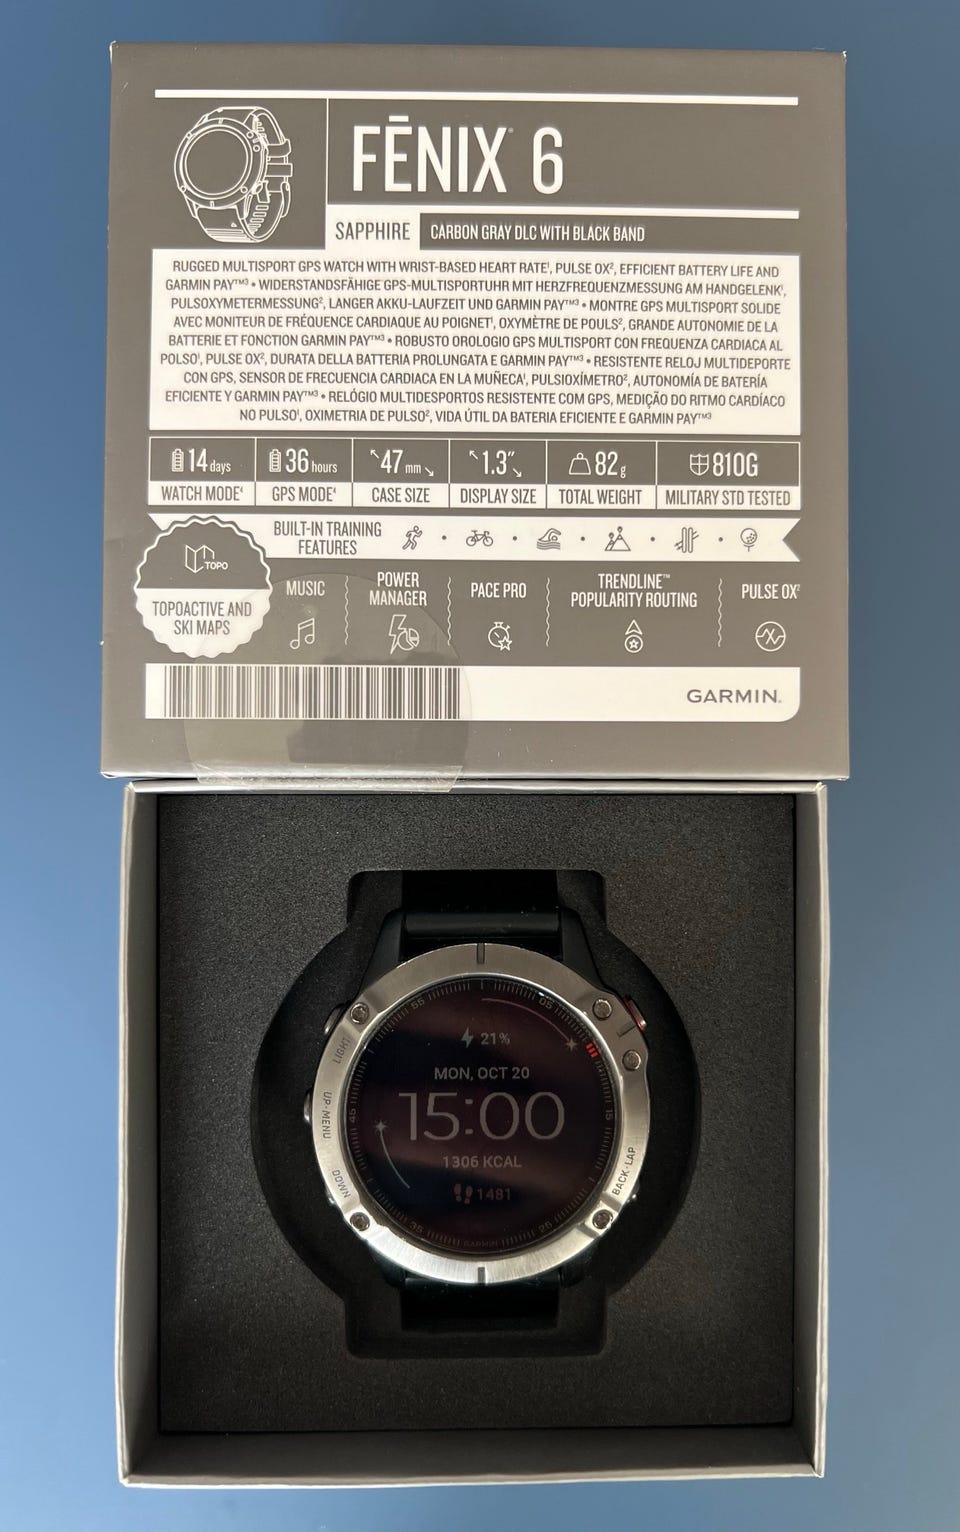 FĒNIX® 6
SAPPHIRE CARBON GRAY DLC WITH BLACK BAND
RUGGED MULTISPORT GPS WATCH WITH WRIST-BASED HEART RATE¹, PULSE OX², EFFICIENT BATTERY LIFE AND
GARMIN PAY™³ • WIDERSTANDSFÄHIGE GPS-MULTISPORTUHR MIT HERZFREQUENZMESSUNG AM HANDGELENK¹,
PULSOXYMETERMESSUNG², LANGER AKKU-LAUFZEIT UND GARMIN PAY™³ • MONTRE GPS MULTISPORT SOLIDE
AVEC MONITEUR DE FRÉQUENCE CARDIAQUE AU POIGNET¹, OXYMÈTRE DE POULS², GRANDE AUTONOMIE DE LA
BATTERIE ET FONCTION GARMIN PAY™³ • ROBUSTO OROLOGIO GPS MULTISPORT CON FREQUENZA CARDIACA AL
POLSO¹, PULSE OX², DURATA DELLA BATTERIA PROLUNGATA E GARMIN PAY™³ • RESISTENTE RELOJ MULTIDEPORTE
CON GPS, SENSOR DE FRECUENCIA CARDIACA EN LA MUÑECA¹, PULSIOXÍMETRO², AUTONOMÍA DE BATERÍA
EFICIENTE Y GARMIN PAY™³ • RELÓGIO MULTIDESPORTOS RESISTENTE COM GPS, MEDIÇÃO DO RITMO CARDÍACO
NO PULSO¹, OXIMETRIA DE PULSO², VIDA ÚTIL DA BATERIA EFICIENTE E GARMIN PAY™³
14 days 36 hours 47 mm 1.3″ 82 g 810G
WATCH MODE⁴ GPS MODE⁴ CASE SIZE DISPLAY SIZE TOTAL WEIGHT MILITARY STD TESTED
BUILT-IN TRAINING
FEATURES
TOPO
TOPOACTIVE AND
SKI MAPS
MUSIC
POWER
MANAGER
PACE PRO
TRENDLINE™
POPULARITY ROUTING
PULSE OX²
GARMIN.
55 05
LIGHT
21%
MON, OCT 20
15:00
45 15
UP·MENU
1306 KCAL
BACK·LAP
DOWN
1481
35 25
GARMIN